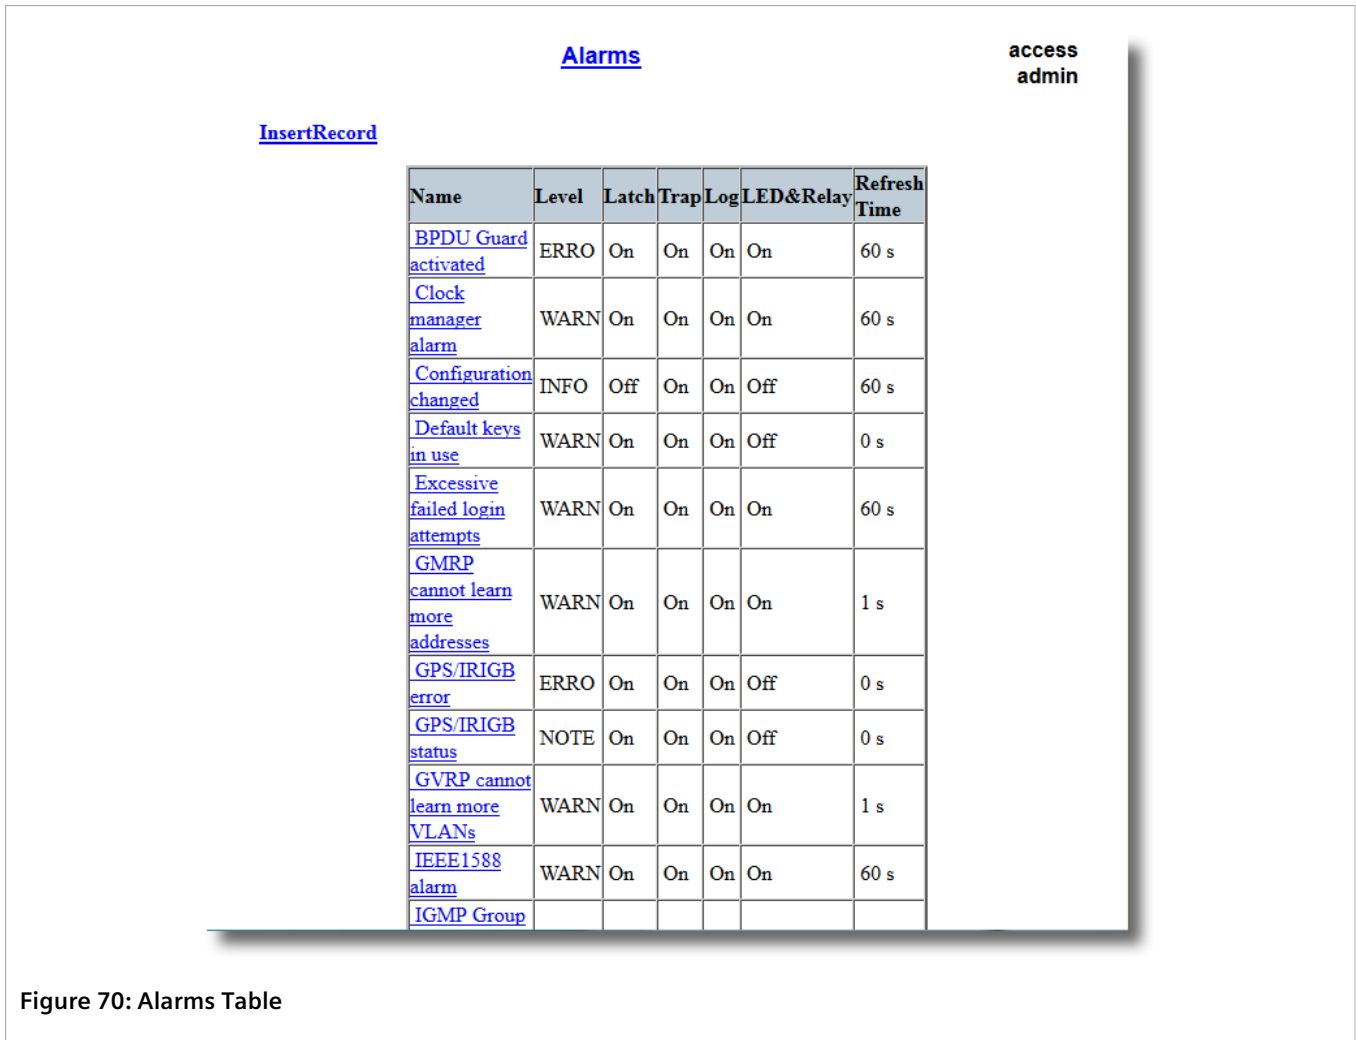 Alarms
access
admin
InsertRecord
Name Level Latch Trap Log LED&Relay Refresh Time
BPDU Guard activated ERRO On On On On 60 s
Clock manager alarm WARN On On On On 60 s
Configuration changed INFO Off On On Off 60 s
Default keys in use WARN On On On Off 0 s
Excessive failed login attempts WARN On On On On 60 s
GMRP cannot learn more addresses WARN On On On On 1 s
GPS/IRIGB error ERRO On On On Off 0 s
GPS/IRIGB status NOTE On On On Off 0 s
GVRP cannot learn more VLANs WARN On On On On 1 s
IEEE1588 alarm WARN On On On On 60 s
IGMP Group
Figure 70: Alarms Table